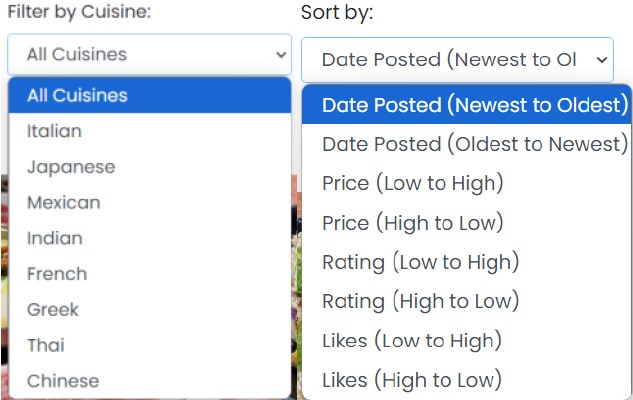 Filter by Cuisine:
All Cuisines
All Cuisines
Italian
Japanese
Mexican
Indian
French
Greek
Thai
Chinese
Sort by:
Date Posted (Newest to Ol
Date Posted (Newest to Oldest)
Date Posted (Oldest to Newest)
Price (Low to High)
Price (High to Low)
Rating (Low to High)
Rating (High to Low)
Likes (Low to High)
Likes (High to Low)